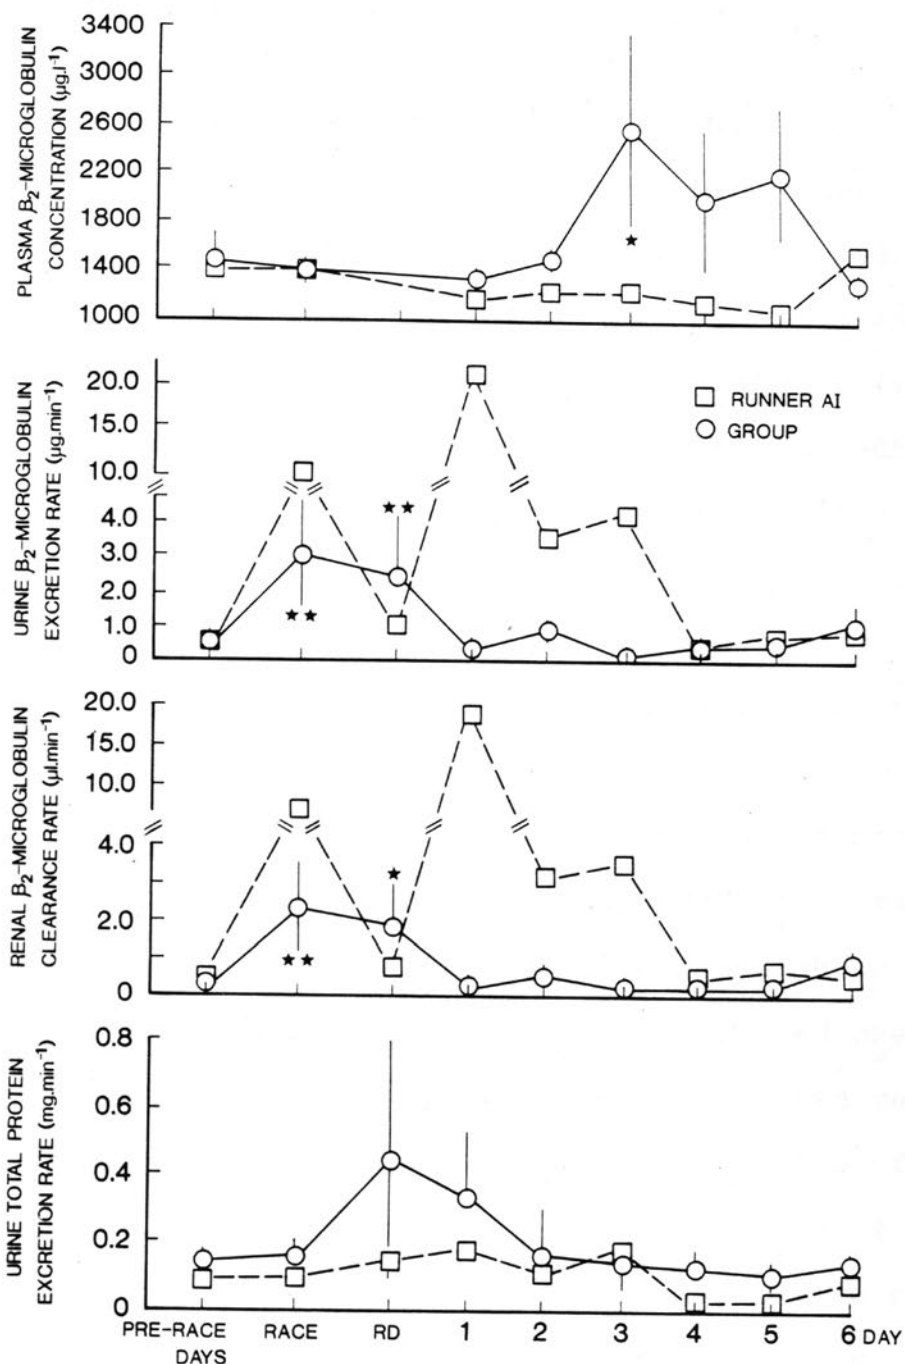 PLASMA β₂-MICROGLOBULIN
CONCENTRATION (µg.l⁻¹)
3400
3000
2600
2200
1800
1400
1000
★
URINE β₂-MICROGLOBULIN
EXCRETION RATE (µg.min⁻¹)
20.0
15.0
10.0
4.0
3.0
2.0
1.0
0
★★
★★
RUNNER AI
GROUP
RENAL β₂-MICROGLOBULIN
CLEARANCE RATE (µl.min⁻¹)
20.0
15.0
10.0
4.0
2.0
0
★
★★
URINE TOTAL PROTEIN
EXCRETION RATE (mg.min⁻¹)
0.8
0.6
0.4
0.2
0
PRE-RACE RACE RD 1 2 3 4 5 6 DAY
DAYS